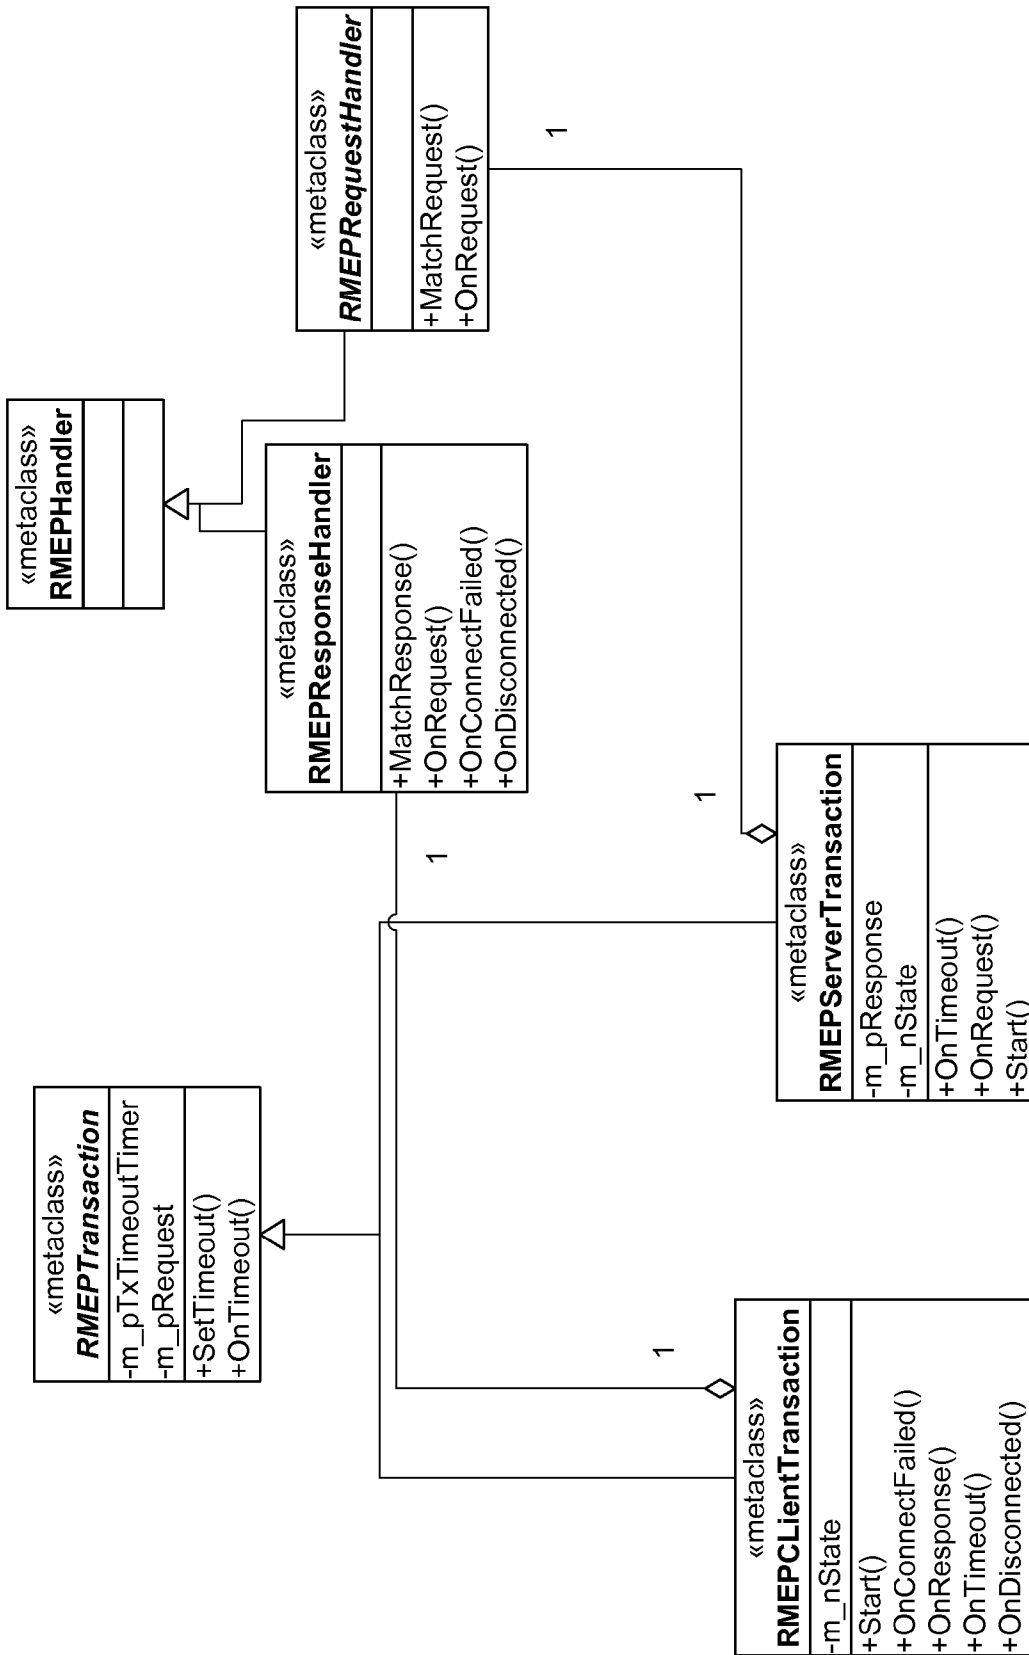 «metaclass»
RMEPTransaction
-m_pTxTimeoutTimer
-m_pRequest
+SetTimeout()
+OnTimeout()
«metaclass»
RMEPHandler
«metaclass»
RMEPResponseHandler
+MatchResponse()
+OnRequest()
+OnConnectFailed()
+OnDisconnected()
«metaclass»
RMEPRequestHandler
+MatchRequest()
+OnRequest()
1
1
1
1
«metaclass»
RMEPCLientTransaction
-m_nState
+Start()
+OnConnectFailed()
+OnResponse()
+OnTimeout()
+OnDisconnected()
«metaclass»
RMEPServerTransaction
-m_pResponse
-m_nState
+OnTimeout()
+OnRequest()
+Start()